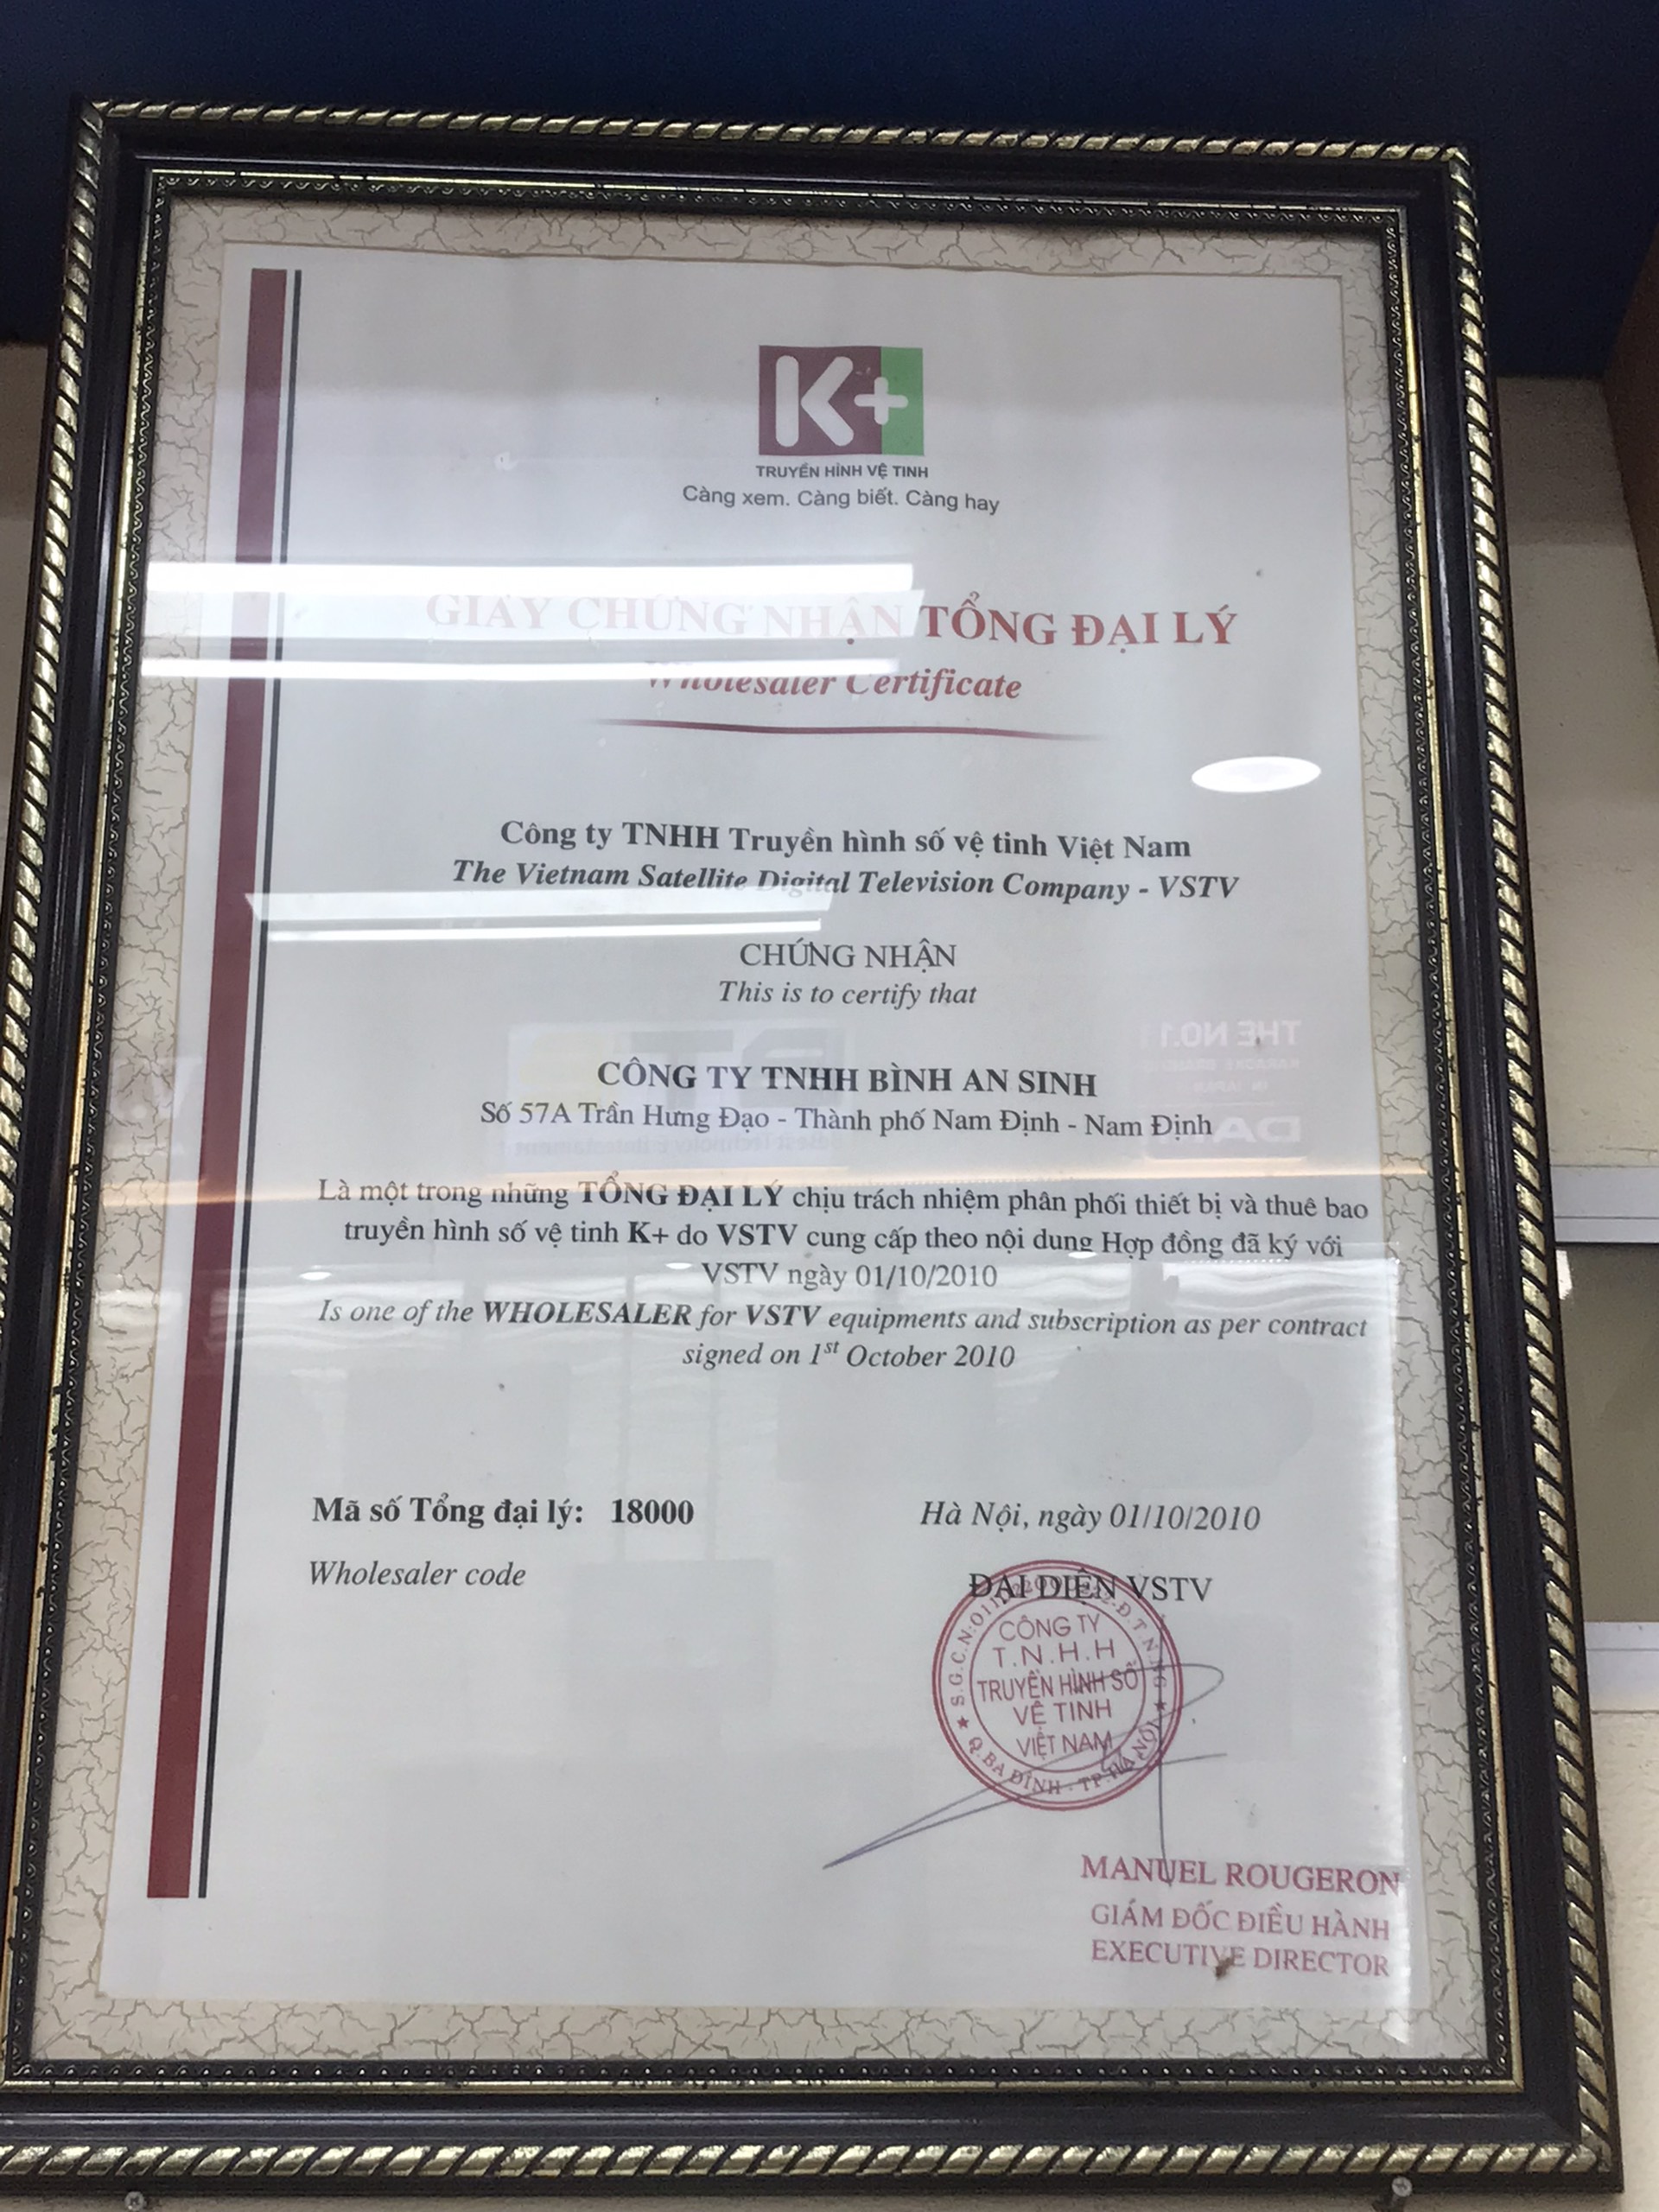 K+
TRUYỀN HÌNH VỆ TINH
Càng xem. Càng biết. Càng hay
GIẤY CHỨNG NHẬN TỔNG ĐẠI LÝ
Wholesaler Certificate
Công ty TNHH Truyền hình số vệ tinh Việt Nam
The Vietnam Satellite Digital Television Company - VSTV
CHỨNG NHẬN
This is to certify that
CÔNG TY TNHH BÌNH AN SINH
Số 57A Trần Hưng Đạo - Thành phố Nam Định - Nam Định
Là một trong những TỔNG ĐẠI LÝ chịu trách nhiệm phân phối thiết bị và thuê bao
truyền hình số vệ tinh K+ do VSTV cung cấp theo nội dung Hợp đồng đã ký với
VSTV ngày 01/10/2010
Is one of the WHOLESALER for VSTV equipments and subscription as per contract
signed on 1st October 2010
Mã số Tổng đại lý: 18000
Wholesaler code
Hà Nội, ngày 01/10/2010
ĐẠI DIỆN VSTV
CÔNG TY
T.N.H.H
TRUYỀN HÌNH SỐ
VỆ TINH
VIỆT NAM
Q.BA ĐÌNH - TP.HÀ NỘI
MANUEL ROUGERON
GIÁM ĐỐC ĐIỀU HÀNH
EXECUTIVE DIRECTOR